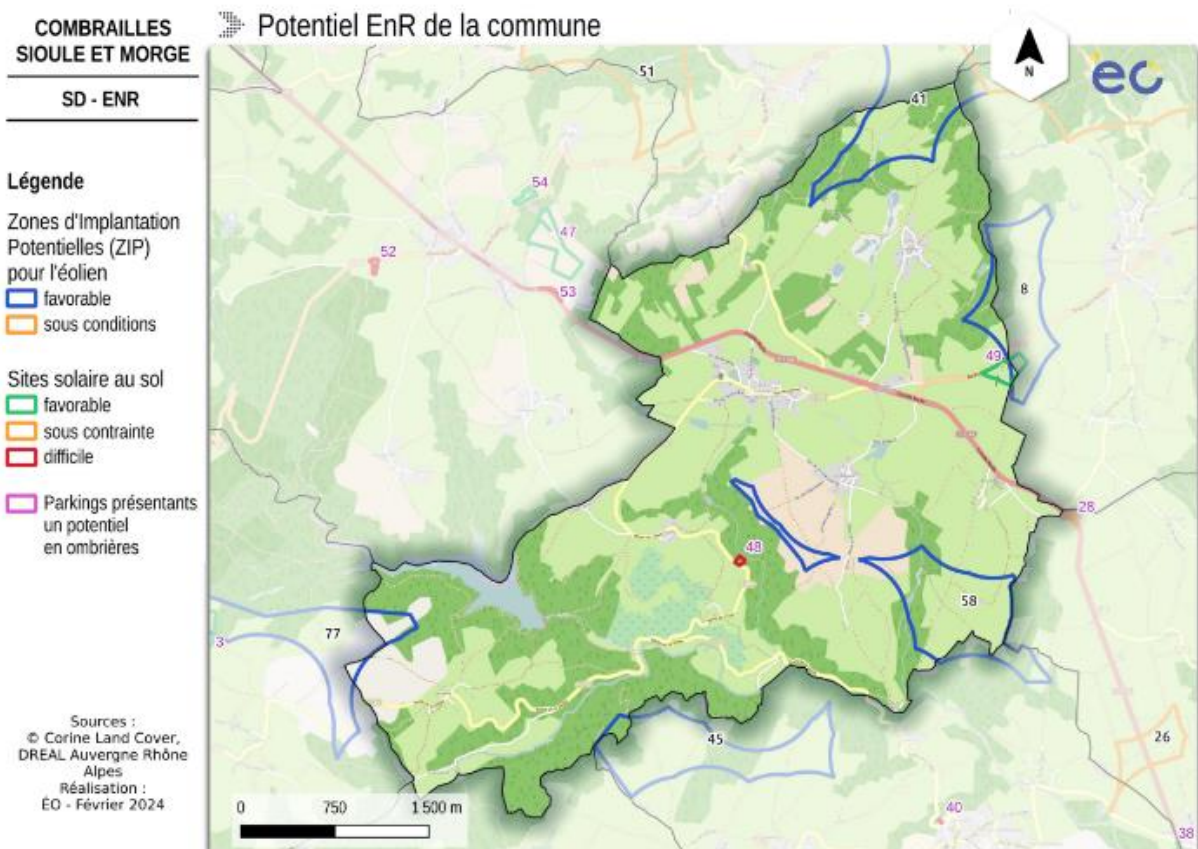 COMBRAILLES
SIOULE ET MORGE
SD - ENR
Légende
Zones d'Implantation
Potentielles (ZIP)
pour l'éolien
favorable
sous conditions
Sites solaire au sol
favorable
sous contrainte
difficile
Parkings présentants
un potentiel
en ombrières
Sources :
© Corine Land Cover,
DREAL Auvergne Rhône
Alpes
Réalisation :
ÉO - Février 2024
Potentiel EnR de la commune
N
eo
51
41
54
47
52
53
8
49
28
48
58
77
3
45
26
40
38
0 750 1 500 m